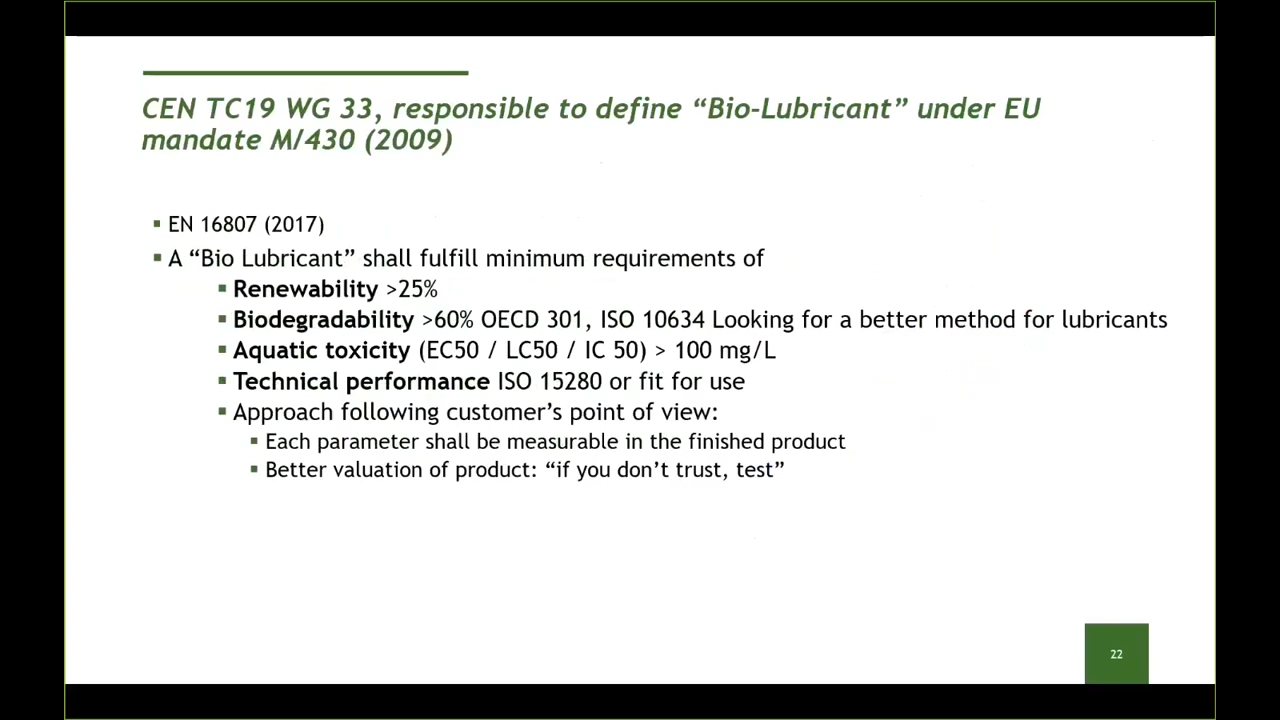 CEN TC19 WG 33, responsible to define “Bio-Lubricant” under EU
mandate M/430 (2009)
▪ EN 16807 (2017)
▪ A “Bio Lubricant” shall fulfill minimum requirements of
▪ Renewability >25%
▪ Biodegradability >60% OECD 301, ISO 10634 Looking for a better method for lubricants
▪ Aquatic toxicity (EC50 / LC50 / IC 50) > 100 mg/L
▪ Technical performance ISO 15280 or fit for use
▪ Approach following customer’s point of view:
▪ Each parameter shall be measurable in the finished product
▪ Better valuation of product: “if you don’t trust, test”
22